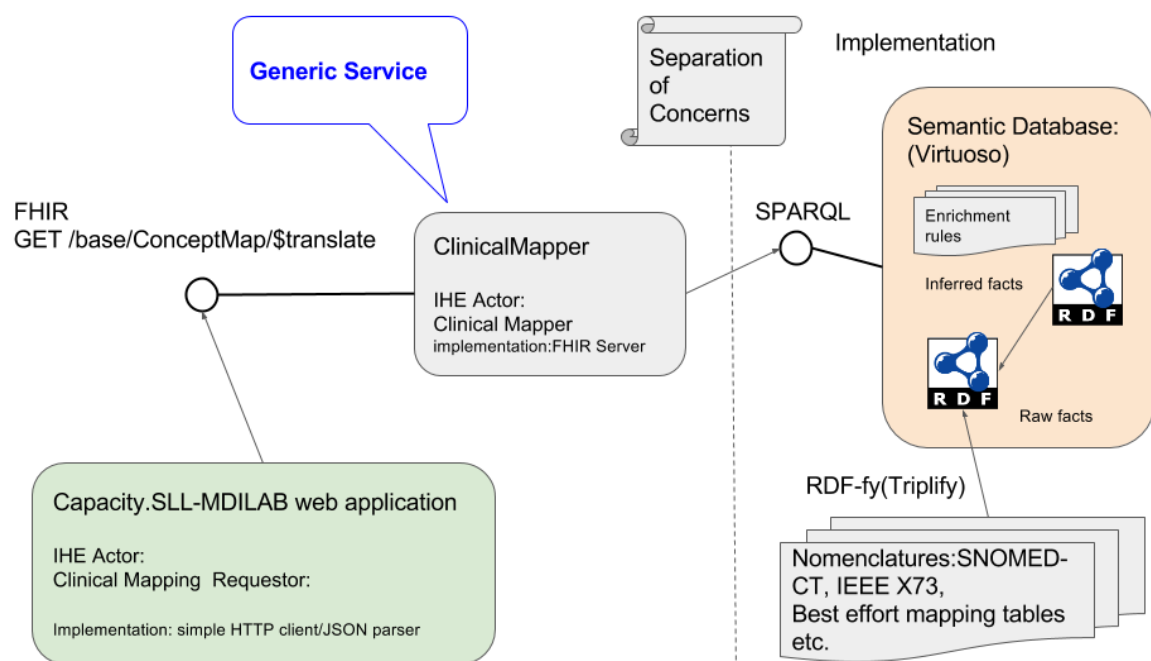 Generic Service
Separation
of
Concerns
Implementation
Semantic Database:
(Virtuoso)
Enrichment
rules
Inferred facts
R D F
R D F
Raw facts
FHIR
GET /base/ConceptMap/$translate
ClinicalMapper
IHE Actor:
Clinical Mapper
implementation:FHIR Server
SPARQL
Capacity.SLL-MDILAB web application
IHE Actor:
Clinical Mapping  Requestor:
Implementation: simple HTTP client/JSON parser
RDF-fy(Triplify)
Nomenclatures:SNOMED-
CT, IEEE X73,
Best effort mapping tables
etc.